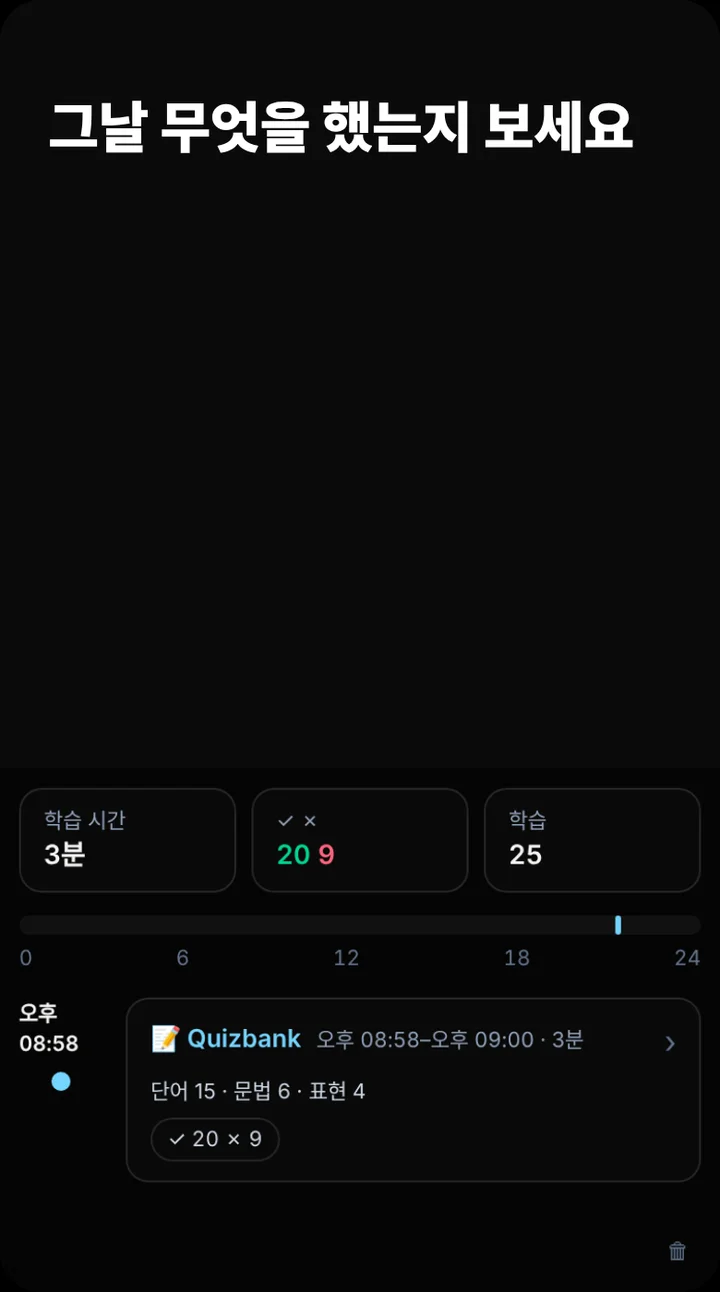 그날 무엇을 했는지 보세요
학습 시간
3분
✓ ×
20 9
학습
25
0 6 12 18 24
오후
08:58
📝 Quizbank 오후 08:58–오후 09:00 · 3분 ›
단어 15 · 문법 6 · 표현 4
✓ 20 × 9